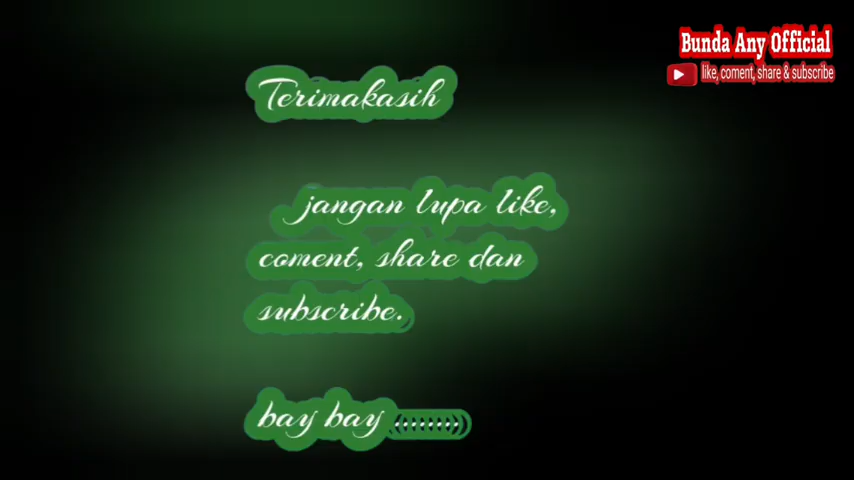 Bunda Any Official
like, coment, share & subscribe
Terimakasih
jangan lupa like,
coment, share dan
subscribe.
bay bay ........